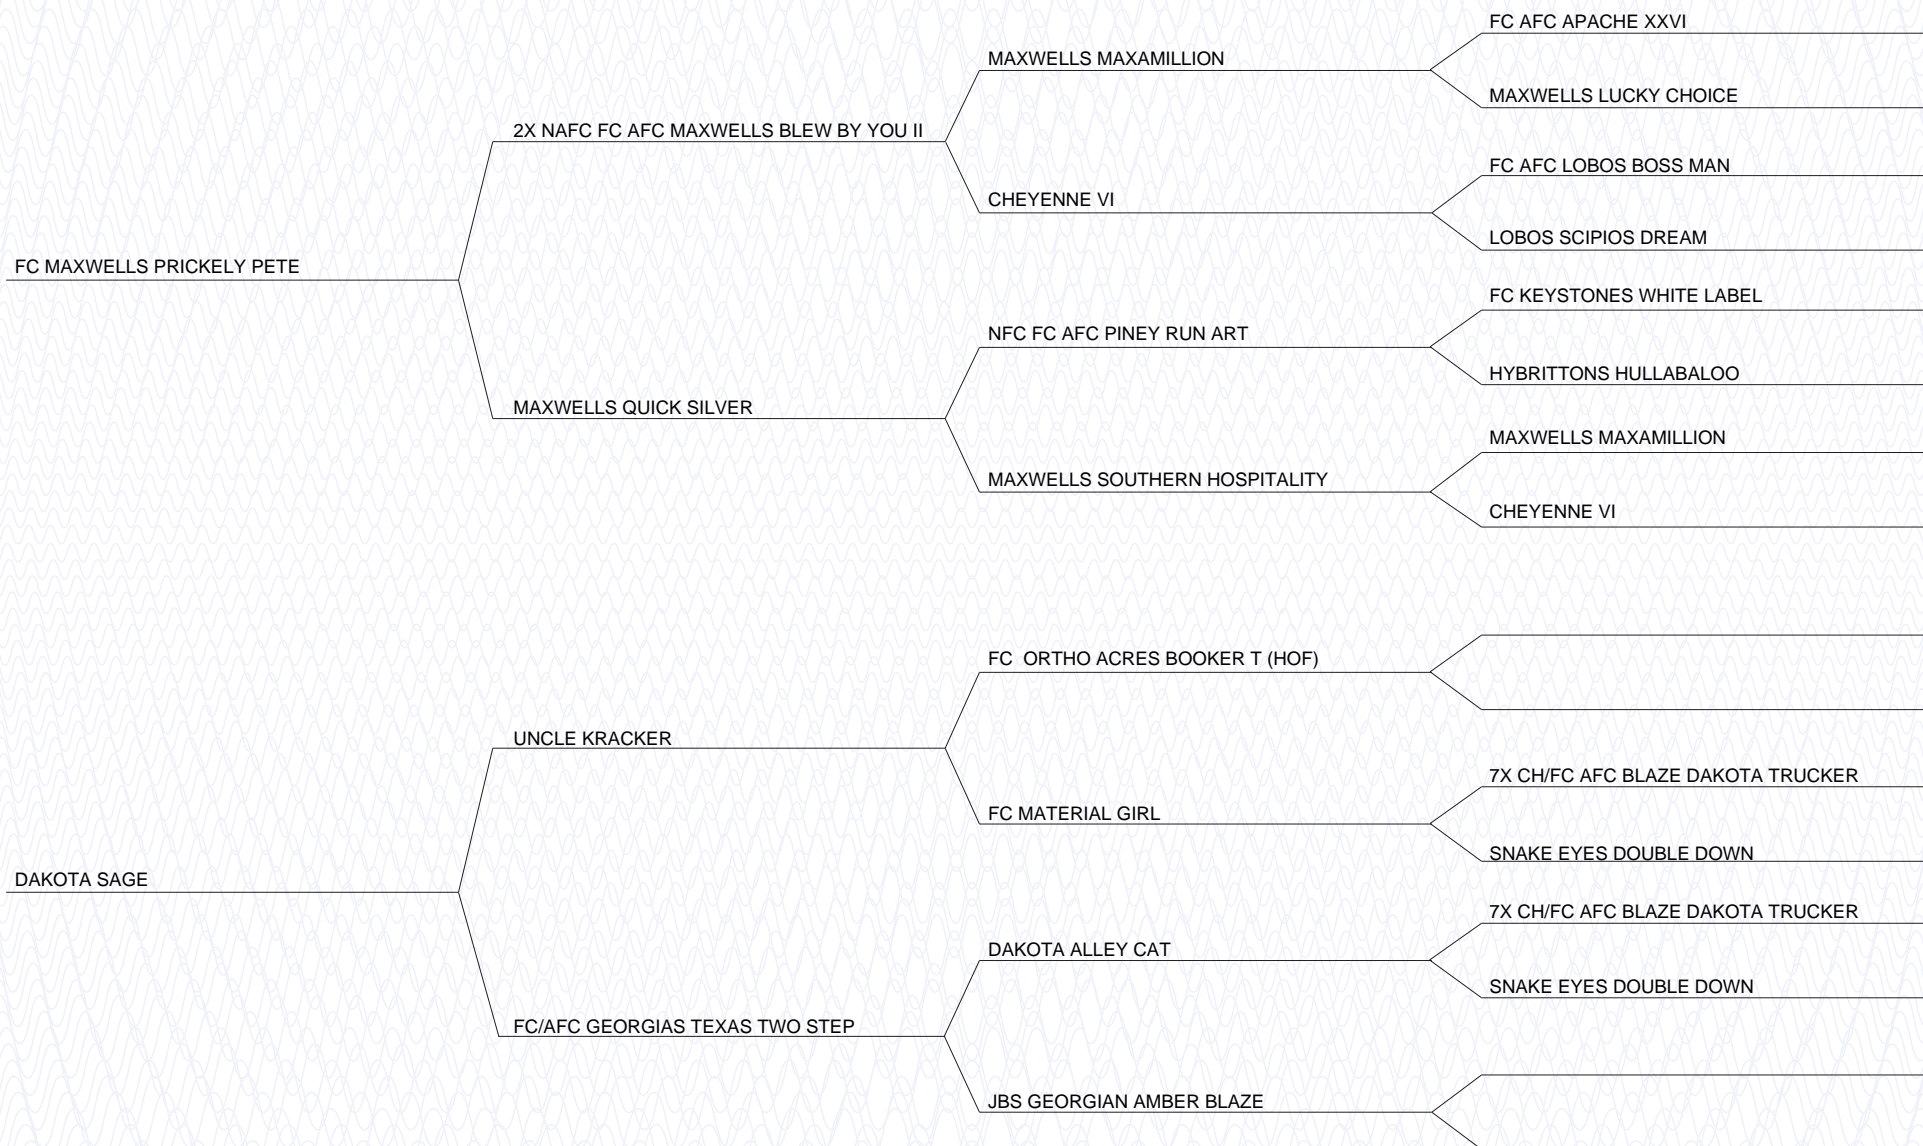 FC AFC APACHE XXVI
MAXWELLS MAXAMILLION
MAXWELLS LUCKY CHOICE
2X NAFC FC AFC MAXWELLS BLEW BY YOU II
FC AFC LOBOS BOSS MAN
CHEYENNE VI
LOBOS SCIPIOS DREAM
FC MAXWELLS PRICKELY PETE
FC KEYSTONES WHITE LABEL
NFC FC AFC PINEY RUN ART
HYBRITTONS HULLABALOO
MAXWELLS QUICK SILVER
MAXWELLS MAXAMILLION
MAXWELLS SOUTHERN HOSPITALITY
CHEYENNE VI
FC  ORTHO ACRES BOOKER T (HOF)
UNCLE KRACKER
7X CH/FC AFC BLAZE DAKOTA TRUCKER
FC MATERIAL GIRL
SNAKE EYES DOUBLE DOWN
DAKOTA SAGE
7X CH/FC AFC BLAZE DAKOTA TRUCKER
DAKOTA ALLEY CAT
SNAKE EYES DOUBLE DOWN
FC/AFC GEORGIAS TEXAS TWO STEP
JBS GEORGIAN AMBER BLAZE